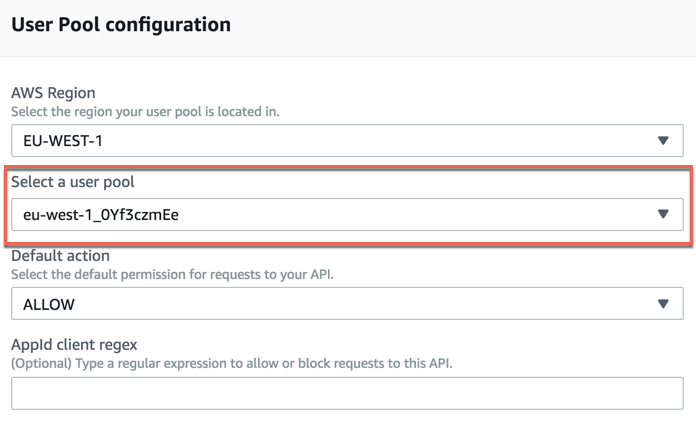 User Pool configuration
AWS Region
Select the region your user pool is located in.
EU-WEST-1
Select a user pool
eu-west-1_0Yf3czmEe
Default action
Select the default permission for requests to your API.
ALLOW
AppId client regex
(Optional) Type a regular expression to allow or block requests to this API.